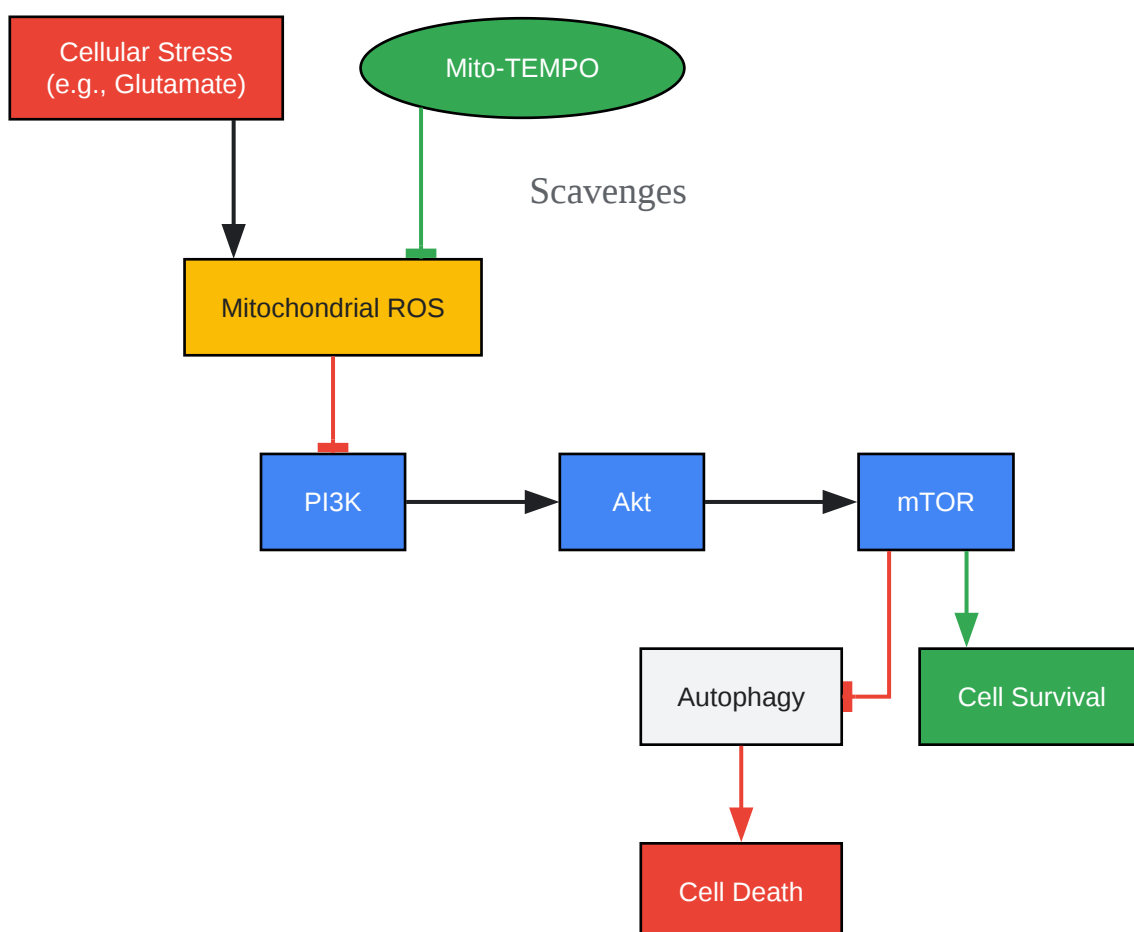 Cellular Stress
(e.g., Glutamate)
Mito-TEMPO
Scavenges
Mitochondrial ROS
PI3K
Akt
mTOR
Autophagy
Cell Survival
Cell Death